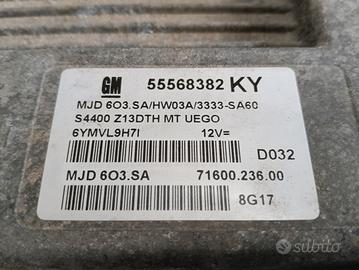 GM 55568382 KY
MJD 6O3.SA/HW03A/3333-SA60
S4400 Z13DTH MT UEGO
6YMVL9H7I 12V=
D032
MJD 6O3.SA 71600.236.00
8G17
subito